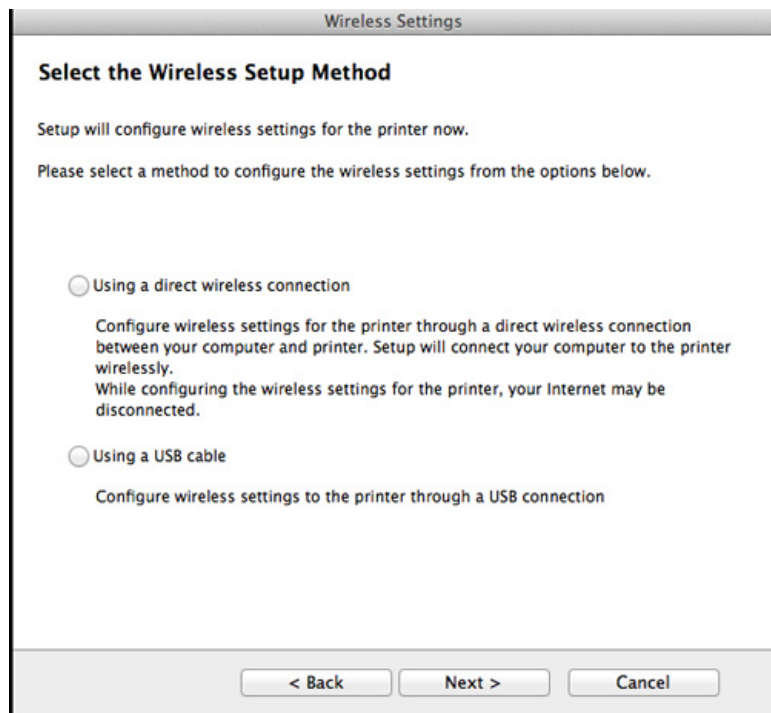 Wireless Settings
Select the Wireless Setup Method
Setup will configure wireless settings for the printer now.
Please select a method to configure the wireless settings from the options below.
Using a direct wireless connection
Configure wireless settings for the printer through a direct wireless connection
between your computer and printer. Setup will connect your computer to the printer
wirelessly.
While configuring the wireless settings for the printer, your Internet may be
disconnected.
Using a USB cable
Configure wireless settings to the printer through a USB connection
< Back
Next >
Cancel